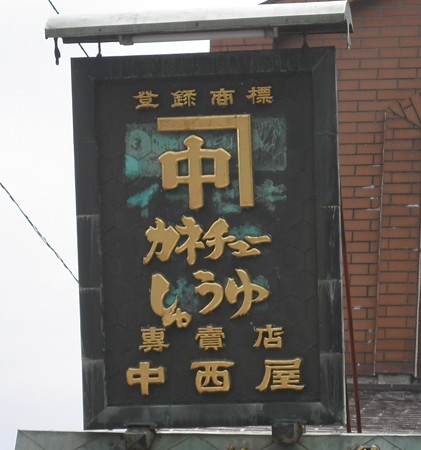 登録商標
中
カネチュー
しょうゆ
專賣店
中西屋